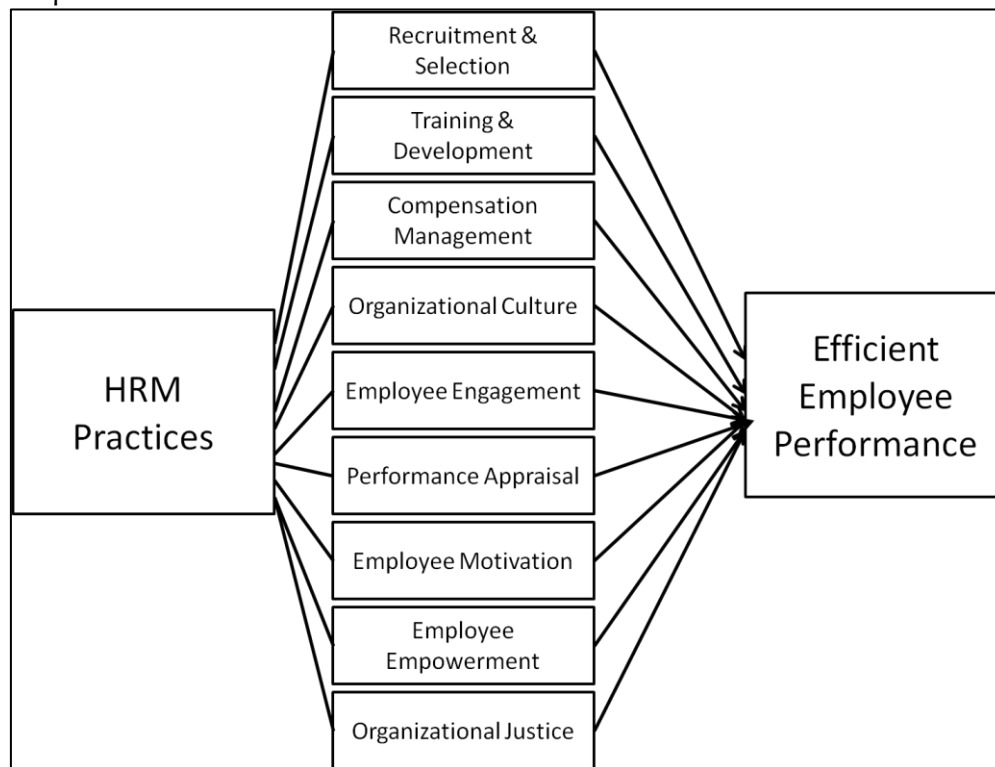 Recruitment &
Selection
Training &
Development
Compensation
Management
Organizational Culture
Employee Engagement
Performance Appraisal
Employee Motivation
Employee
Empowerment
Organizational Justice
HRM
Practices
Efficient
Employee
Performance